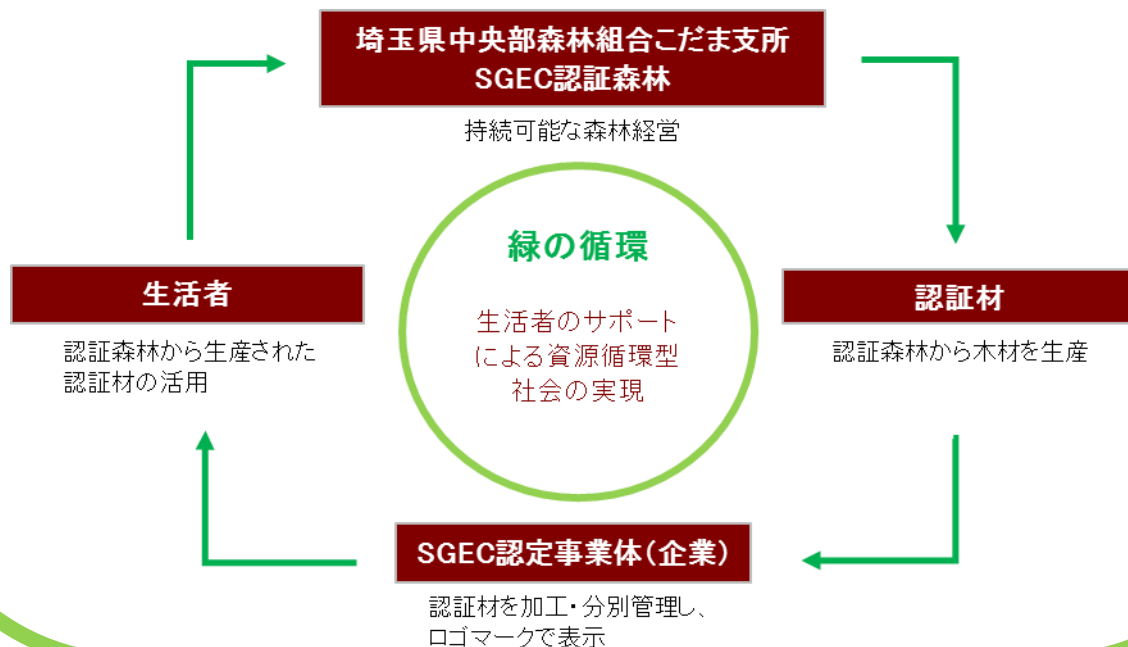 埼玉県中央部森林組合こだま支所
SGEC認証森林
持続可能な森林経営
緑の循環
生活者のサポート
による資源循環型
社会の実現
生活者
認証森林から生産された
認証材の活用
認証材
認証森林から木材を生産
SGEC認定事業体(企業)
認証材を加工・分別管理し、
ロゴマークで表示